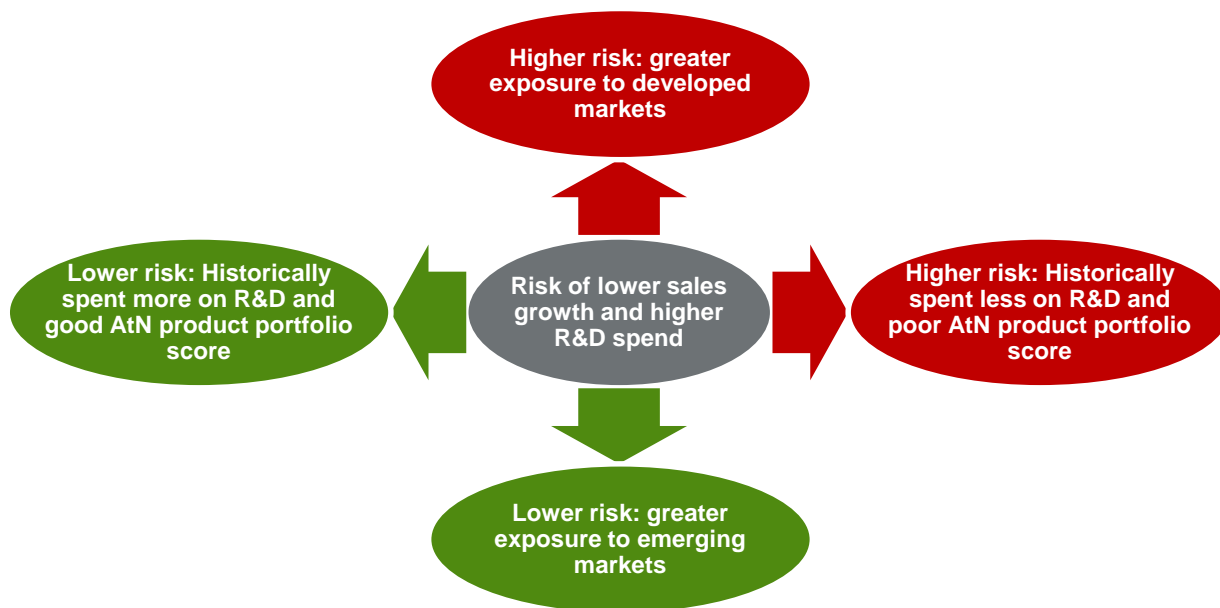 Higher risk: greater
exposure to developed
markets
Lower risk: Historically
spent more on R&D and
good AtN product portfolio
score
Risk of lower sales
growth and higher
R&D spend
Higher risk: Historically
spent less on R&D and
poor AtN product portfolio
score
Lower risk: greater
exposure to emerging
markets